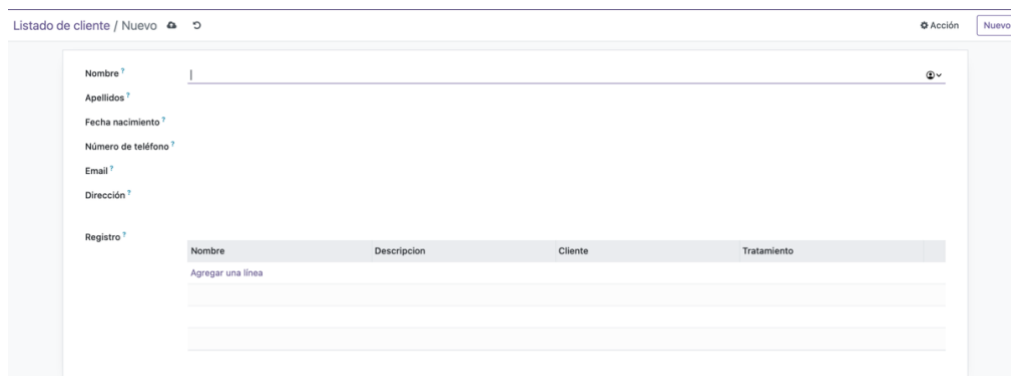 Listado de cliente / Nuevo Acción Nuevo
Nombre ?
Apellidos ?
Fecha nacimiento ?
Número de teléfono ?
Email ?
Dirección ?
Registro ?
Nombre Descripcion Cliente Tratamiento
Agregar una línea